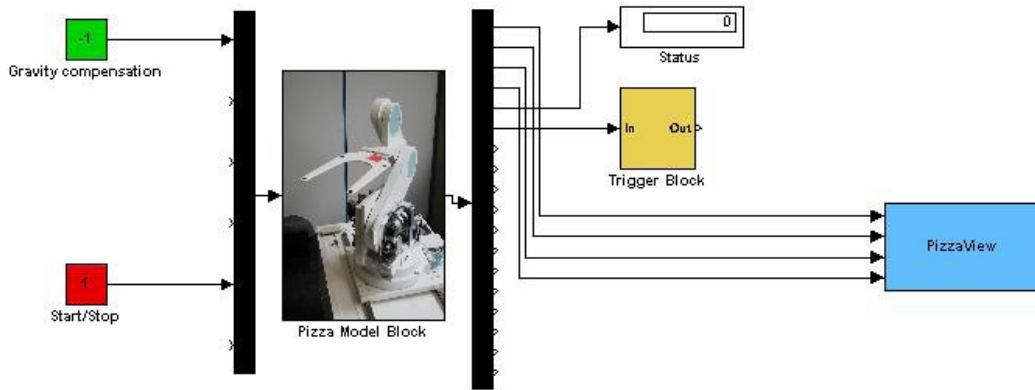 -1
Gravity compensation
1
Start/Stop
Pizza Model Block
0
Status
In Out
Trigger Block
PizzaView